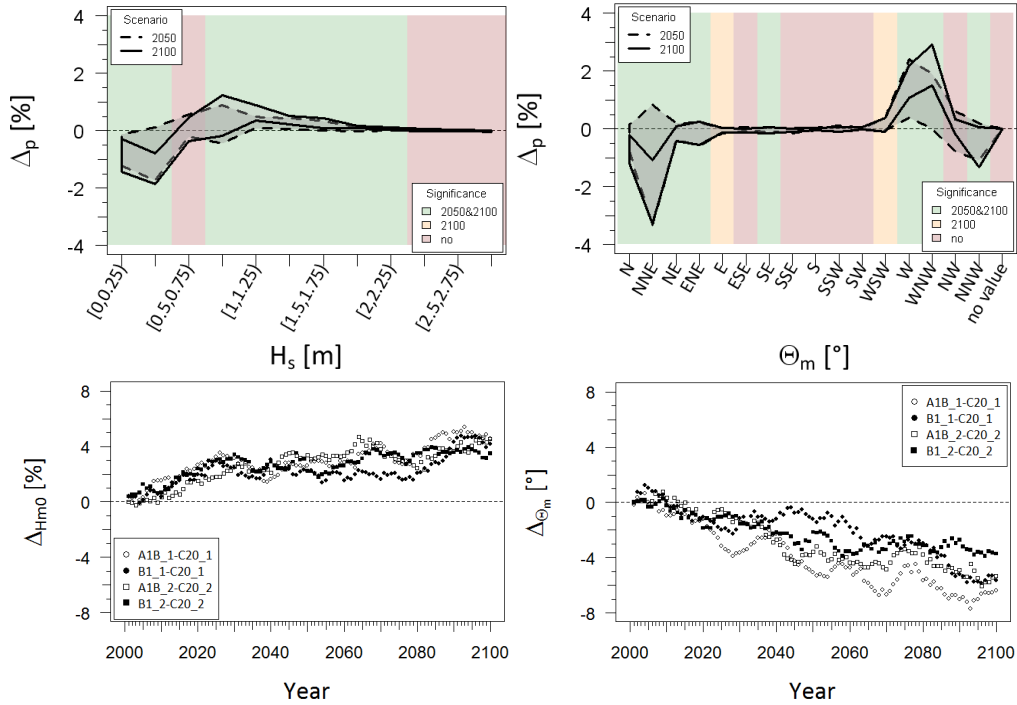 4
2
0
-2
-4
Δp [%]
Scenario
2050
2100
Significance
2050&2100
2100
no
[0,0.25)
[0.5,0.75)
[1,1.25)
[1.5,1.75)
[2,2.25)
[2.5,2.75)
Hs [m]
4
2
0
-2
-4
Δp [%]
Scenario
2050
2100
Significance
2050&2100
2100
no
N
NNE
NE
ENE
E
ESE
SE
SSE
S
SSW
SW
WSW
W
WNW
NW
NNW
no value
Θm [°]
8
4
0
-4
-8
ΔHm0 [%]
A1B_1-C20_1
B1_1-C20_1
A1B_2-C20_2
B1_2-C20_2
2000
2020
2040
2060
2080
2100
Year
8
4
0
-4
-8
ΔΘm [°]
A1B_1-C20_1
B1_1-C20_1
A1B_2-C20_2
B1_2-C20_2
2000
2020
2040
2060
2080
2100
Year